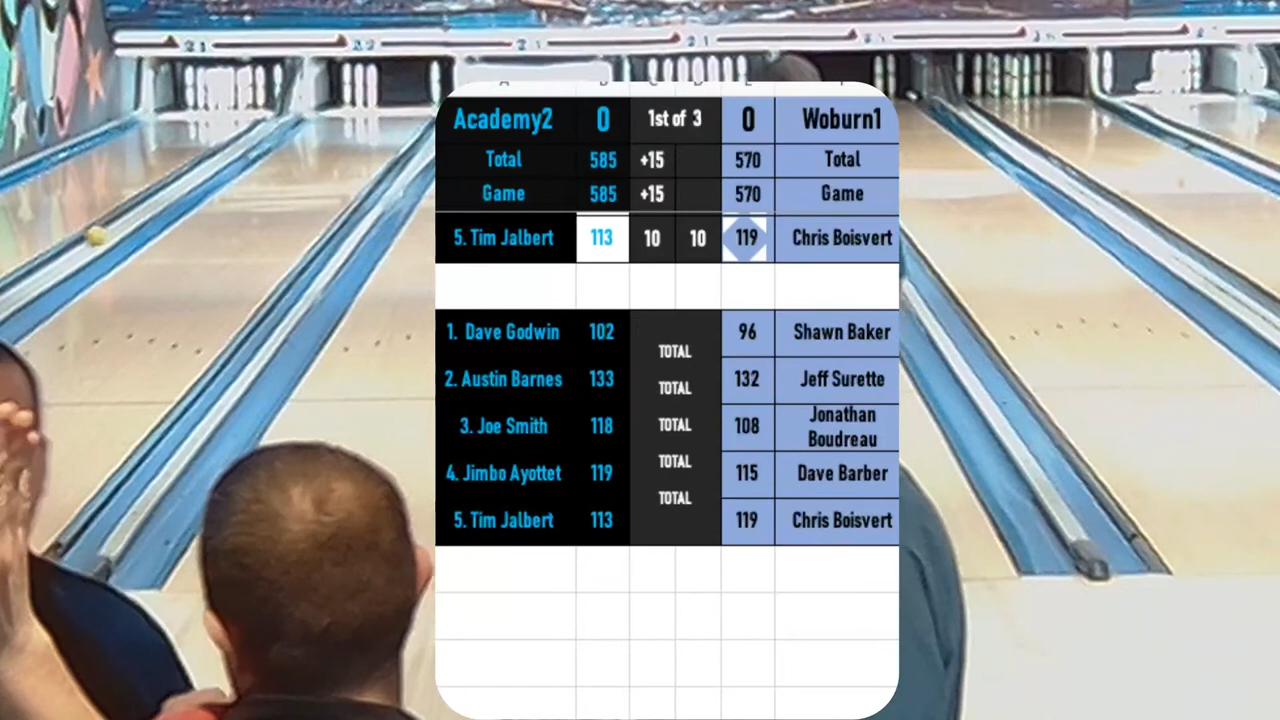 Academy2 0 1st of 3 0 Woburn1
Total 585 +15 570 Total
Game 585 +15 570 Game
5. Tim Jalbert 113 10 10 119 Chris Boisvert
1. Dave Godwin 102 96 Shawn Baker
TOTAL
2. Austin Barnes 133 132 Jeff Surette
TOTAL
3. Joe Smith 118 TOTAL 108 Jonathan Boudreau
TOTAL
4. Jimbo Ayottet 119 115 Dave Barber
TOTAL
5. Tim Jalbert 113 119 Chris Boisvert